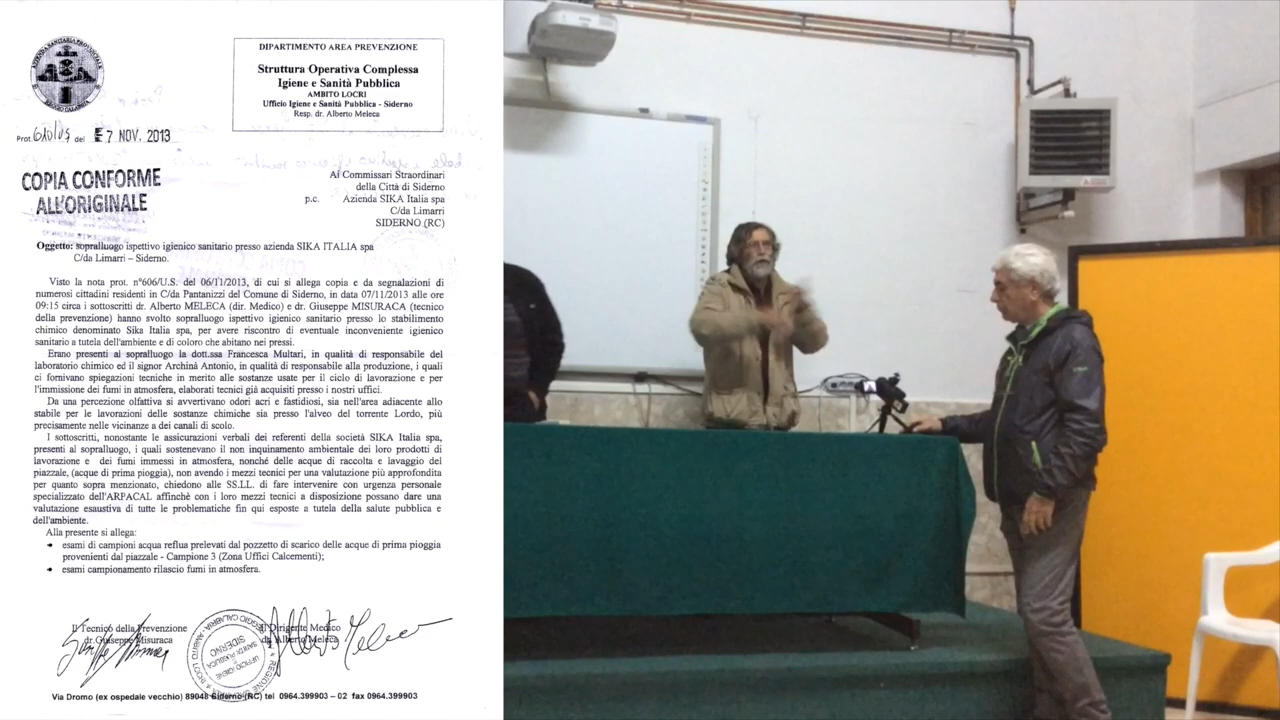 DIPARTIMENTO AREA PREVENZIONE
Struttura Operativa Complessa
Igiene e Sanità Pubblica
AMBITO LOCRI
Ufficio Igiene e Sanità Pubblica - Siderno
Resp. dr. Alberto Meleca
Prot. del 7 NOV. 2013
COPIA CONFORME
ALL'ORIGINALE
Ai Commissari Straordinari
della Città di Siderno
p.c. Azienda SIKA Italia spa
C/da Limarri
SIDERNO (RC)
Oggetto: sopralluogo ispettivo igienico sanitario presso azienda SIKA ITALIA spa
C/da Limarri – Siderno.
Visto la nota prot. n°606/U.S. del 06/11/2013, di cui si allega copia e da segnalazioni di
numerosi cittadini residenti in C/da Pantanizzi del Comune di Siderno, in data 07/11/2013 alle ore
09:15 circa i sottoscritti dr. Alberto MELECA (dir. Medico) e dr. Giuseppe MISURACA (tecnico
della prevenzione) hanno svolto sopralluogo ispettivo igienico sanitario presso lo stabilimento
chimico denominato Sika Italia spa, per avere riscontro di eventuale inconveniente igienico
sanitario a tutela dell'ambiente e di coloro che abitano nei pressi.
Erano presenti al sopralluogo la dott.ssa Francesca Multari, in qualità di responsabile del
laboratorio chimico ed il signor Archinà Antonio, in qualità di responsabile alla produzione, i quali
ci fornivano spiegazioni tecniche in merito alle sostanze usate per il ciclo di lavorazione e per
l'immissione dei fumi in atmosfera, elaborati tecnici già acquisiti presso i nostri uffici.
Da una percezione olfattiva si avvertivano odori acri e fastidiosi, sia nell'area adiacente allo
stabile per le lavorazioni delle sostanze chimiche sia presso l'alveo del torrente Lordo, più
precisamente nelle vicinanze a dei canali di scolo.
I sottoscritti, nonostante le assicurazioni verbali dei referenti della società SIKA Italia spa,
presenti al sopralluogo, i quali sostenevano il non inquinamento ambientale dei loro prodotti di
lavorazione e dei fumi immessi in atmosfera, nonché delle acque di raccolta e lavaggio del
piazzale, (acque di prima pioggia), non avendo i mezzi tecnici per una valutazione più approfondita
per quanto sopra menzionato, chiedono alle SS.LL. di fare intervenire con urgenza personale
specializzato dell'ARPACAL affinchè con i loro mezzi tecnici a disposizione possano dare una
valutazione esaustiva di tutte le problematiche fin qui esposte a tutela della salute pubblica e
dell'ambiente.
Alla presente si allega:
esami di campioni acqua reflua prelevati dal pozzetto di scarico delle acque di prima pioggia
provenienti dal piazzale - Campione 3 (Zona Uffici Calcementi);
esami campionamento rilascio fumi in atmosfera.
Il Tecnico della Prevenzione
dr. Giuseppe Misuraca
Il Dirigente Medico
dr. Alberto Meleca
Via Dromo (ex ospedale vecchio) 89048 Siderno (RC) tel 0964.399903 – 02 fax 0964.399903